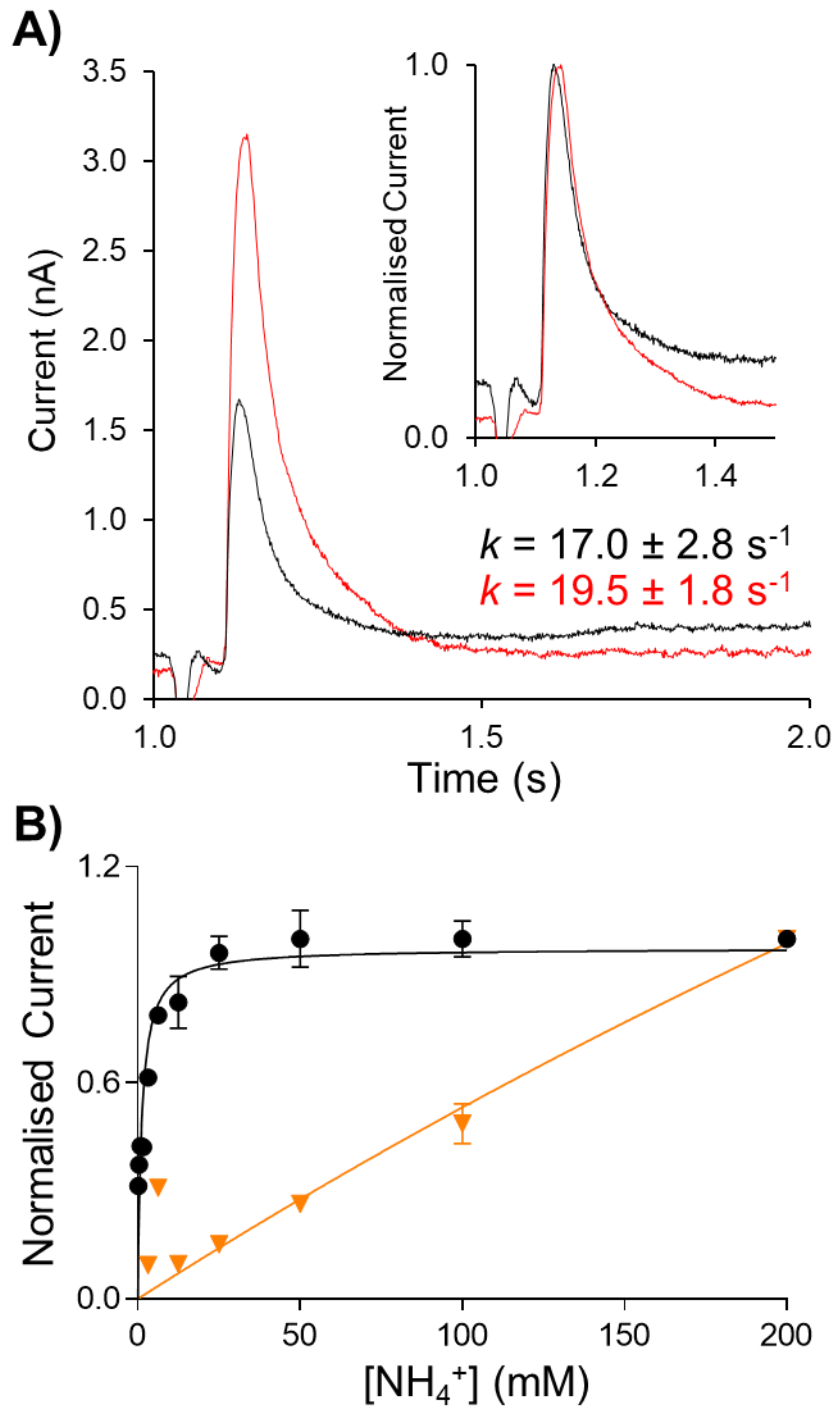 A)
Current (nA)
3.5
3.0
2.5
2.0
1.5
1.0
0.5
0.0
1.0
1.5
2.0
Time (s)
Normalised Current
1.0
0.0
1.0
1.2
1.4
k = 17.0 ± 2.8 s⁻¹
k = 19.5 ± 1.8 s⁻¹
B)
Normalised Current
1.2
0.6
0.0
0
50
100
150
200
[NH₄⁺] (mM)